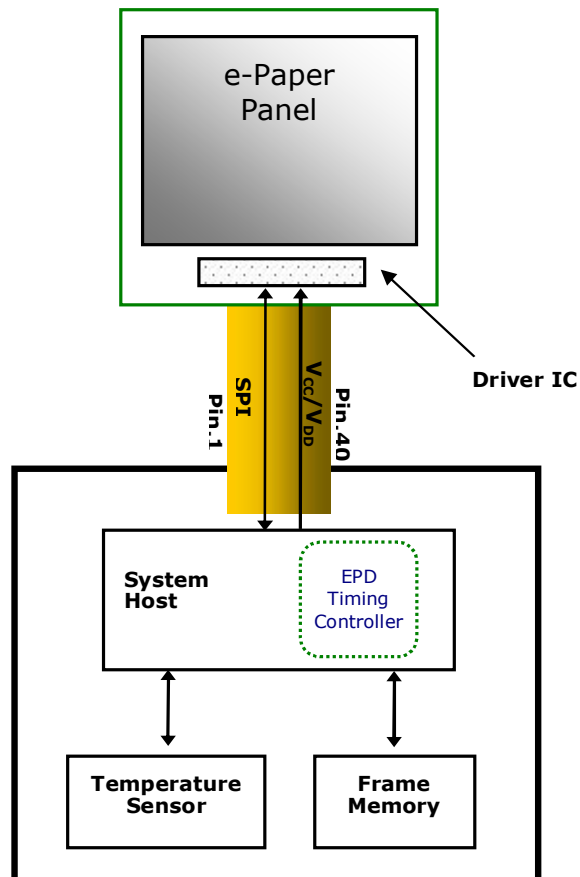 e-Paper
Panel
Driver IC
Pin.1
SPI
VCC/VDD
Pin.40
System
Host
EPD
Timing
Controller
Temperature
Sensor
Frame
Memory